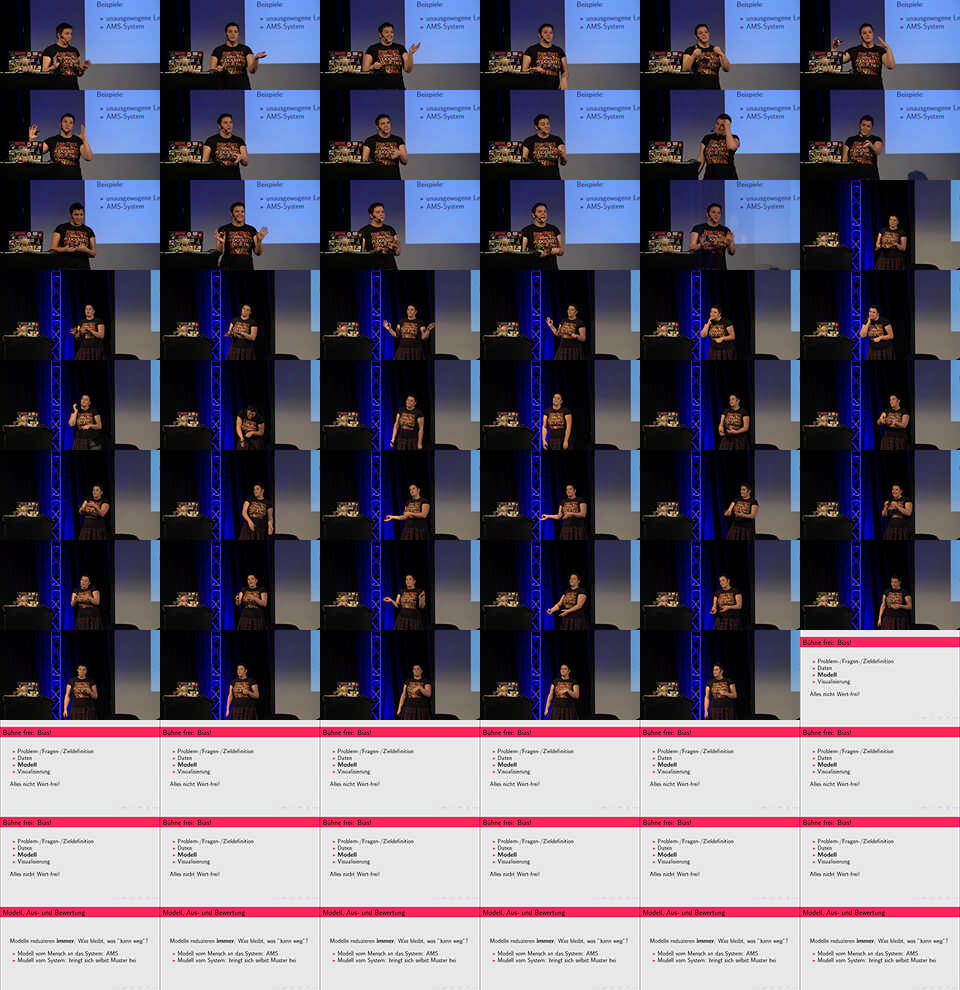 Beispiele:
unausgewogene La
AMS-System
Bühne frei: Bias!
Problem-/Fragen-/Zieldefinition
Daten
Modell
Visualisierung
Alles nicht Wert-frei!
Modell, Aus- und Bewertung
Modelle reduzieren immer. Was bleibt, was "kann weg"?
Modell vom Mensch an das System: AMS
Modell vom System: bringt sich selbst Muster bei